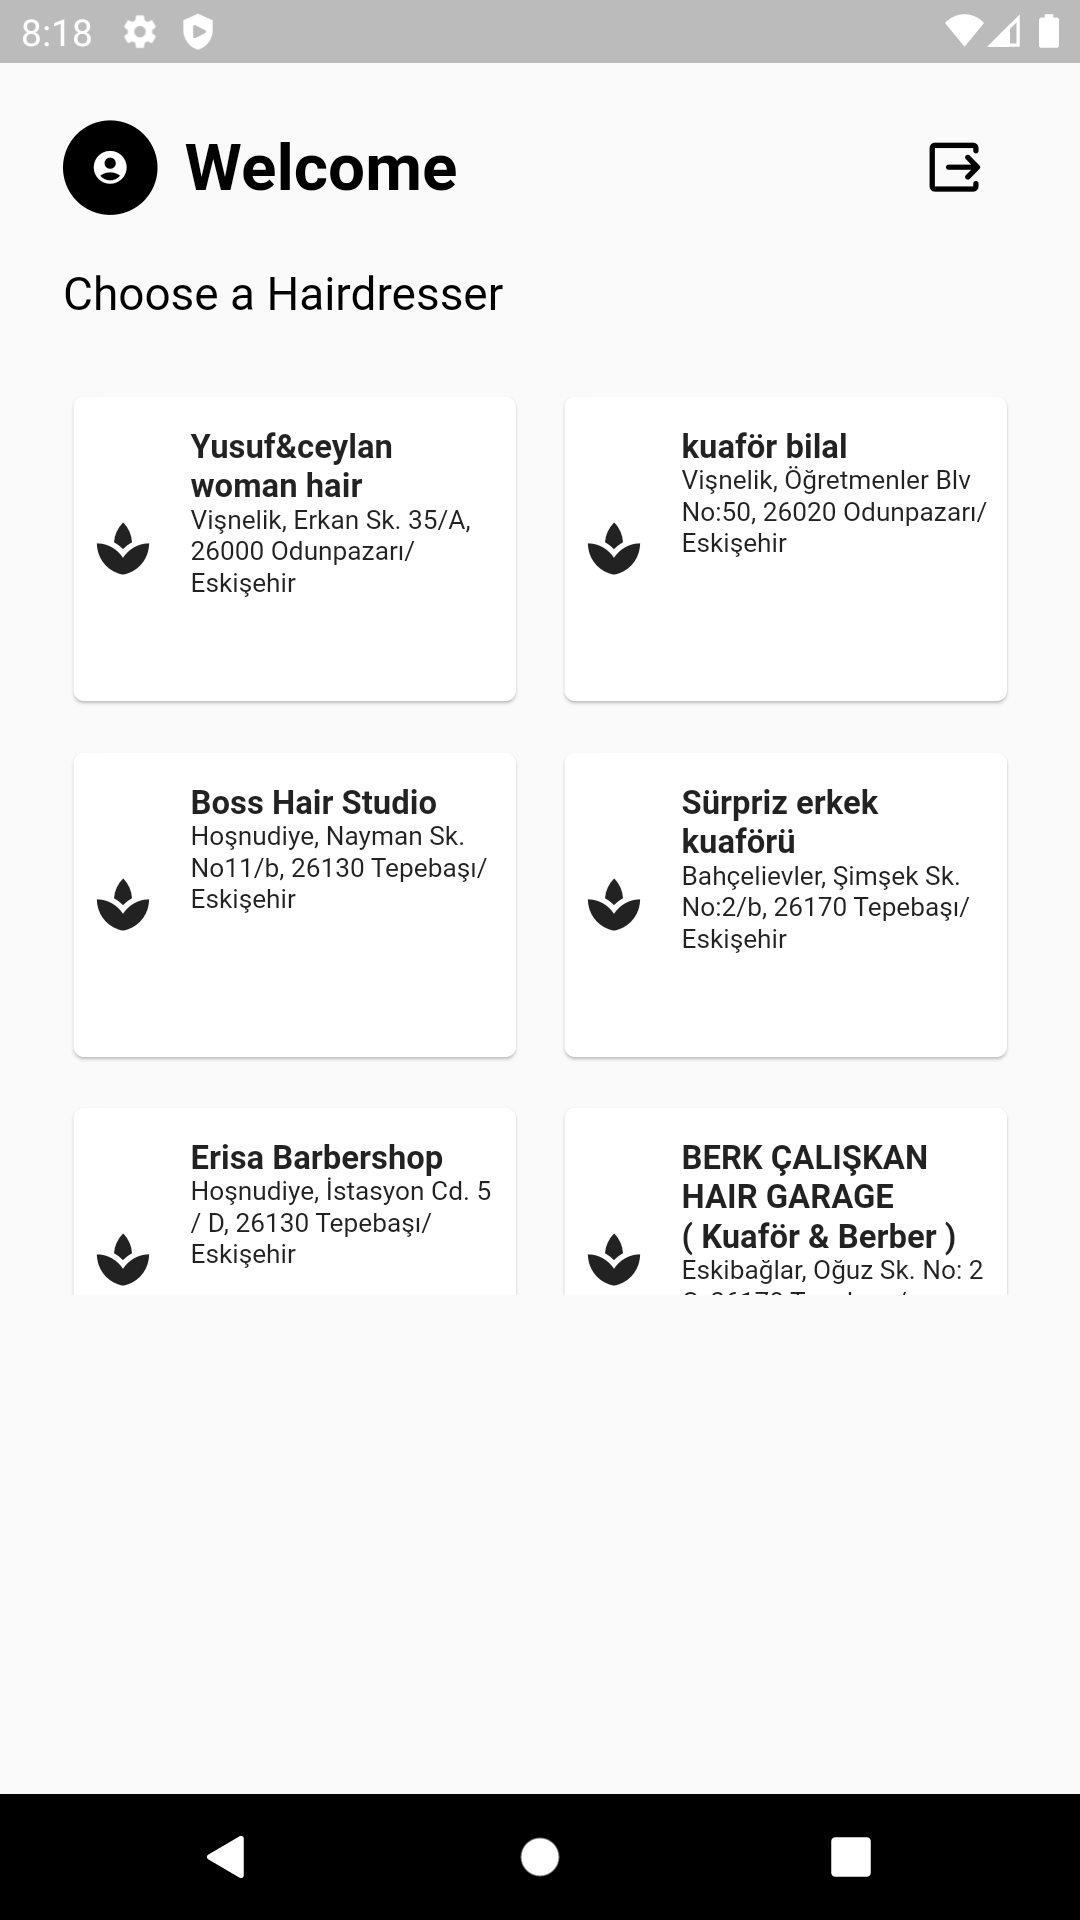 8:18
Welcome
Choose a Hairdresser
Yusuf&ceylan
woman hair
Vişnelik, Erkan Sk. 35/A,
26000 Odunpazarı/
Eskişehir
kuaför bilal
Vişnelik, Öğretmenler Blv
No:50, 26020 Odunpazarı/
Eskişehir
Boss Hair Studio
Hoşnudiye, Nayman Sk.
No11/b, 26130 Tepebaşı/
Eskişehir
Sürpriz erkek
kuaförü
Bahçelievler, Şimşek Sk.
No:2/b, 26170 Tepebaşı/
Eskişehir
Erisa Barbershop
Hoşnudiye, İstasyon Cd. 5
/ D, 26130 Tepebaşı/
Eskişehir
BERK ÇALIŞKAN
HAIR GARAGE
( Kuaför & Berber )
Eskibağlar, Oğuz Sk. No: 2